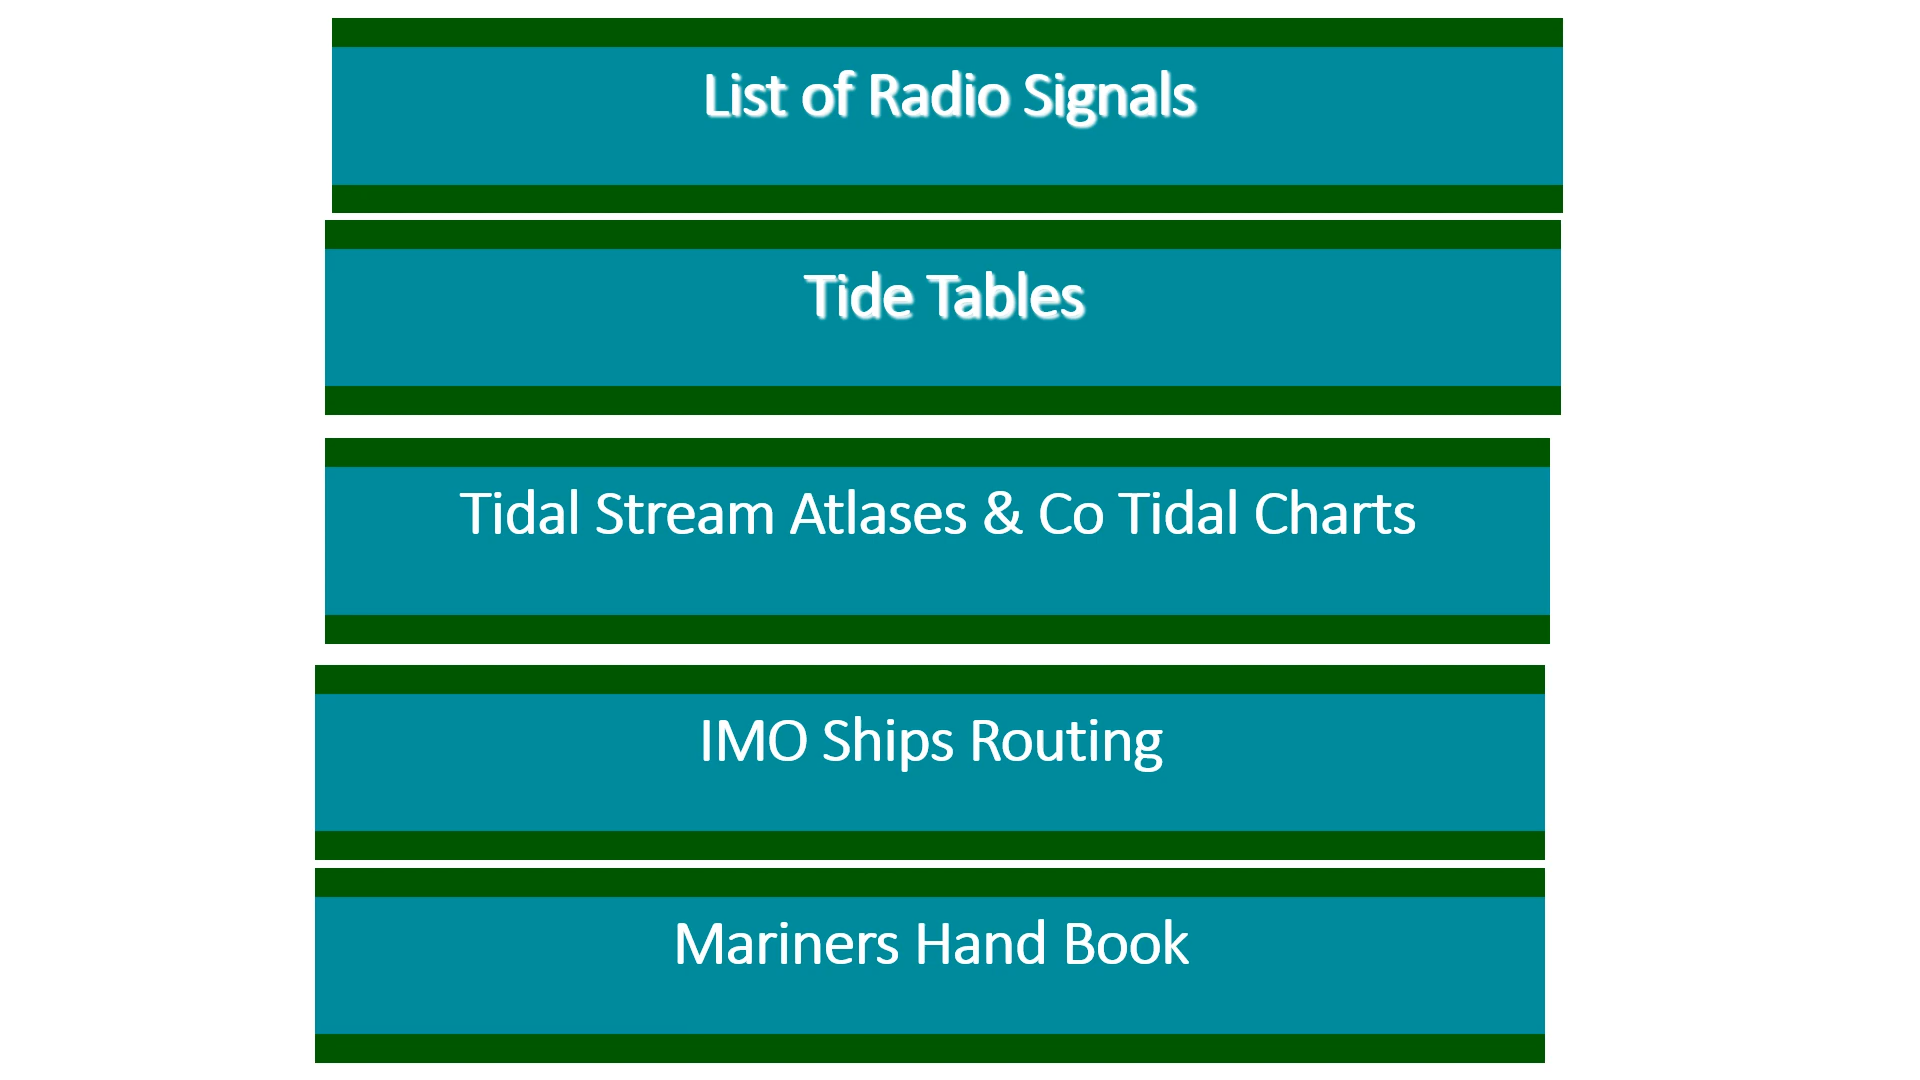 List of Radio Signals
Tide Tables
Tidal Stream Atlases & Co Tidal Charts
IMO Ships Routing
Mariners Hand Book